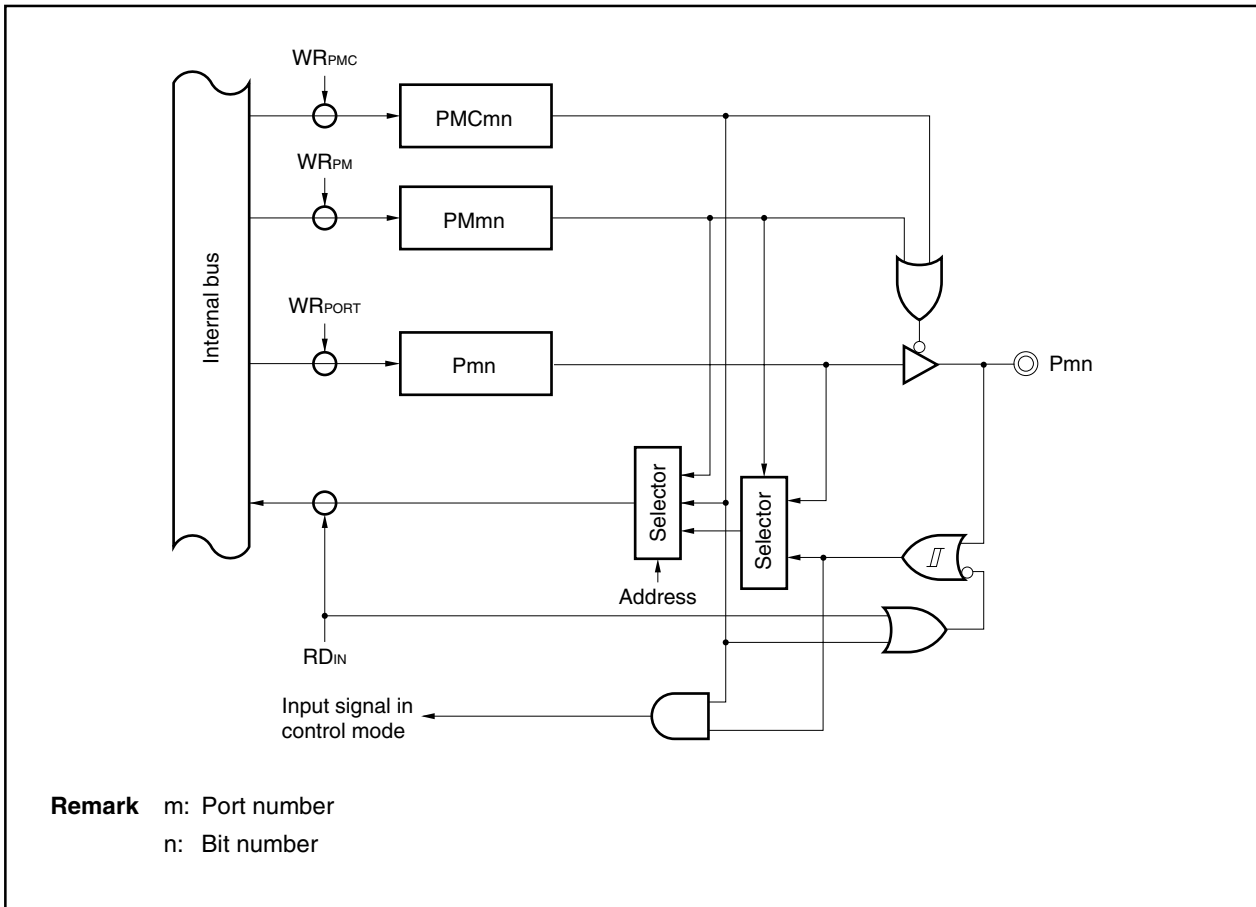 WRPMC
PMCmn
WRPM
PMmn
Internal bus
WRPORT
Pmn
Pmn
Selector
Selector
Address
RDIN
Input signal in
control mode
Remark m: Port number
n: Bit number